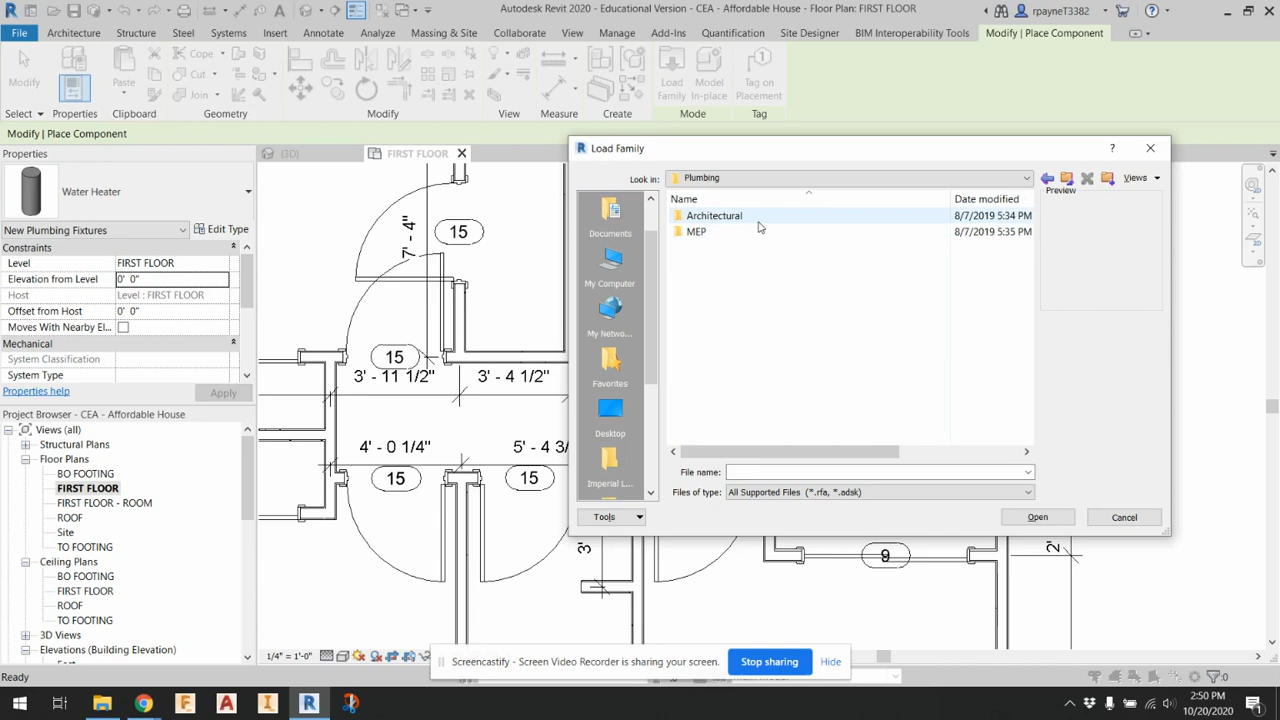 Autodesk Revit 2020 - Educational Version - CEA - Affordable House - Floor Plan: FIRST FLOOR
rpayneT3382
File Architecture Structure Steel Systems Insert Annotate Analyze Massing & Site Collaborate View Manage Add-Ins Quantification Site Designer BIM Interoperability Tools Modify | Place Component
Modify
Paste
Cope
Cut
Join
Load
Family
Model
In-place
Tag on
Placement
Select Properties Clipboard Geometry Modify View Measure Create Mode Tag
Modify | Place Component
Properties
Water Heater
New Plumbing Fixtures
Edit Type
Constraints
Level FIRST FLOOR
Elevation from Level 0' 0"
Host Level : FIRST FLOOR
Offset from Host 0' 0"
Moves With Nearby El...
Mechanical
System Classification
System Type
Properties help
Apply
Project Browser - CEA - Affordable House
Views (all)
Structural Plans
Floor Plans
BO FOOTING
FIRST FLOOR
FIRST FLOOR - ROOM
ROOF
Site
TO FOOTING
Ceiling Plans
BO FOOTING
FIRST FLOOR
ROOF
TO FOOTING
3D Views
Elevations (Building Elevation)
(3D)
FIRST FLOOR
7' - 4"
15
15
3' - 11 1/2"
3' - 4 1/2"
4' - 0 1/4"
5' - 4 3/
15
15
3'
9
2"
Load Family
?
Look in:
Plumbing
Views
Name
Date modified
Preview
Architectural 8/7/2019 5:34 PM
MEP 8/7/2019 5:35 PM
Documents
My Computer
My Netwo...
Favorites
Desktop
Imperial L...
File name:
Files of type: All Supported Files (*.rfa, *.adsk)
Tools
Open
Cancel
1/4" = 1'-0"
Screencastify - Screen Video Recorder is sharing your screen.
Stop sharing
Hide
Ready
:0
2:50 PM
10/20/2020